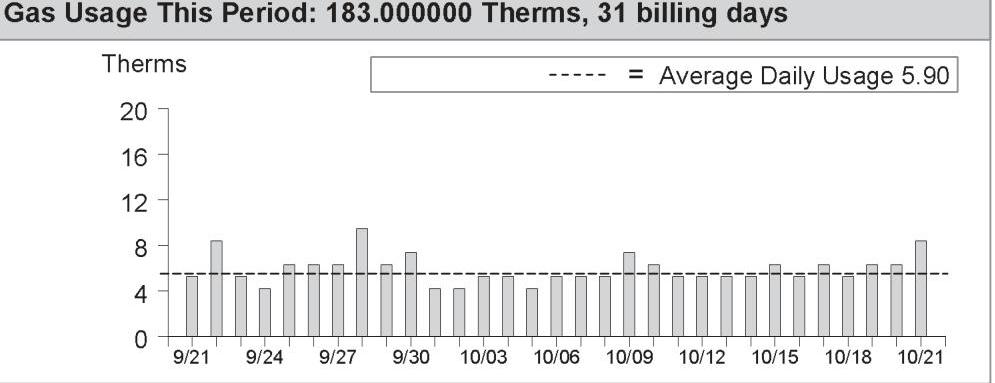 Gas Usage This Period: 183.000000 Therms, 31 billing days
Therms
----- = Average Daily Usage 5.90
20
16
12
8
4
0
9/21 9/24 9/27 9/30 10/03 10/06 10/09 10/12 10/15 10/18 10/21